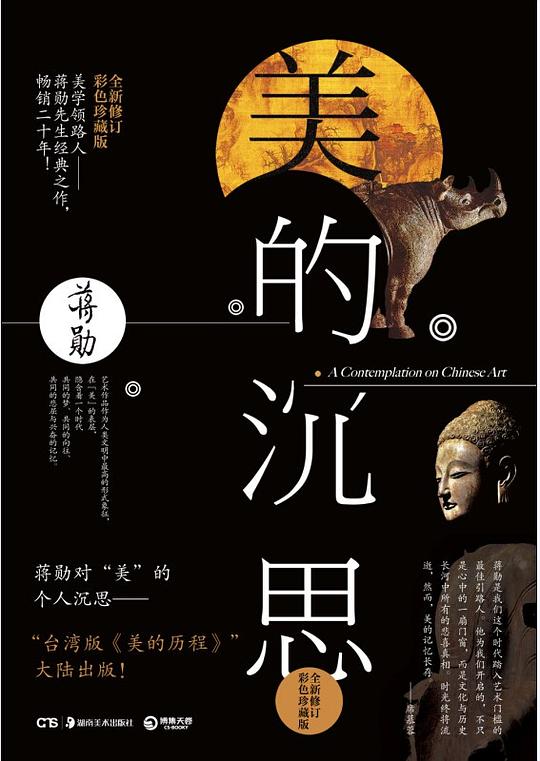 美的沉思
全新修订
彩色珍藏版
美学领路人——
蒋勋先生经典之作，
畅销二十年！
蒋勋
A Contemplation on Chinese Art
艺术作品作为人类文明中最高的形式象征，
在「美」的表层，
隐含着一个时代
共同的梦、共同的向往、
共同的悲屈与兴奋的记忆。
蒋勋对“美”的
个人沉思——
“台湾版《美的历程》”
大陆出版！
蒋勋是我们这个时代踏入艺术门槛的
最佳引路人。他为我们开启的，不只
是心中的一扇门窗，而是文化与历史
长河中所有的悲喜真相。时光终将流
逝，然而，美的记忆长存。
——席慕蓉
全新修订
彩色珍藏版
湖南美术出版社
博集天卷
CS-BOOKY